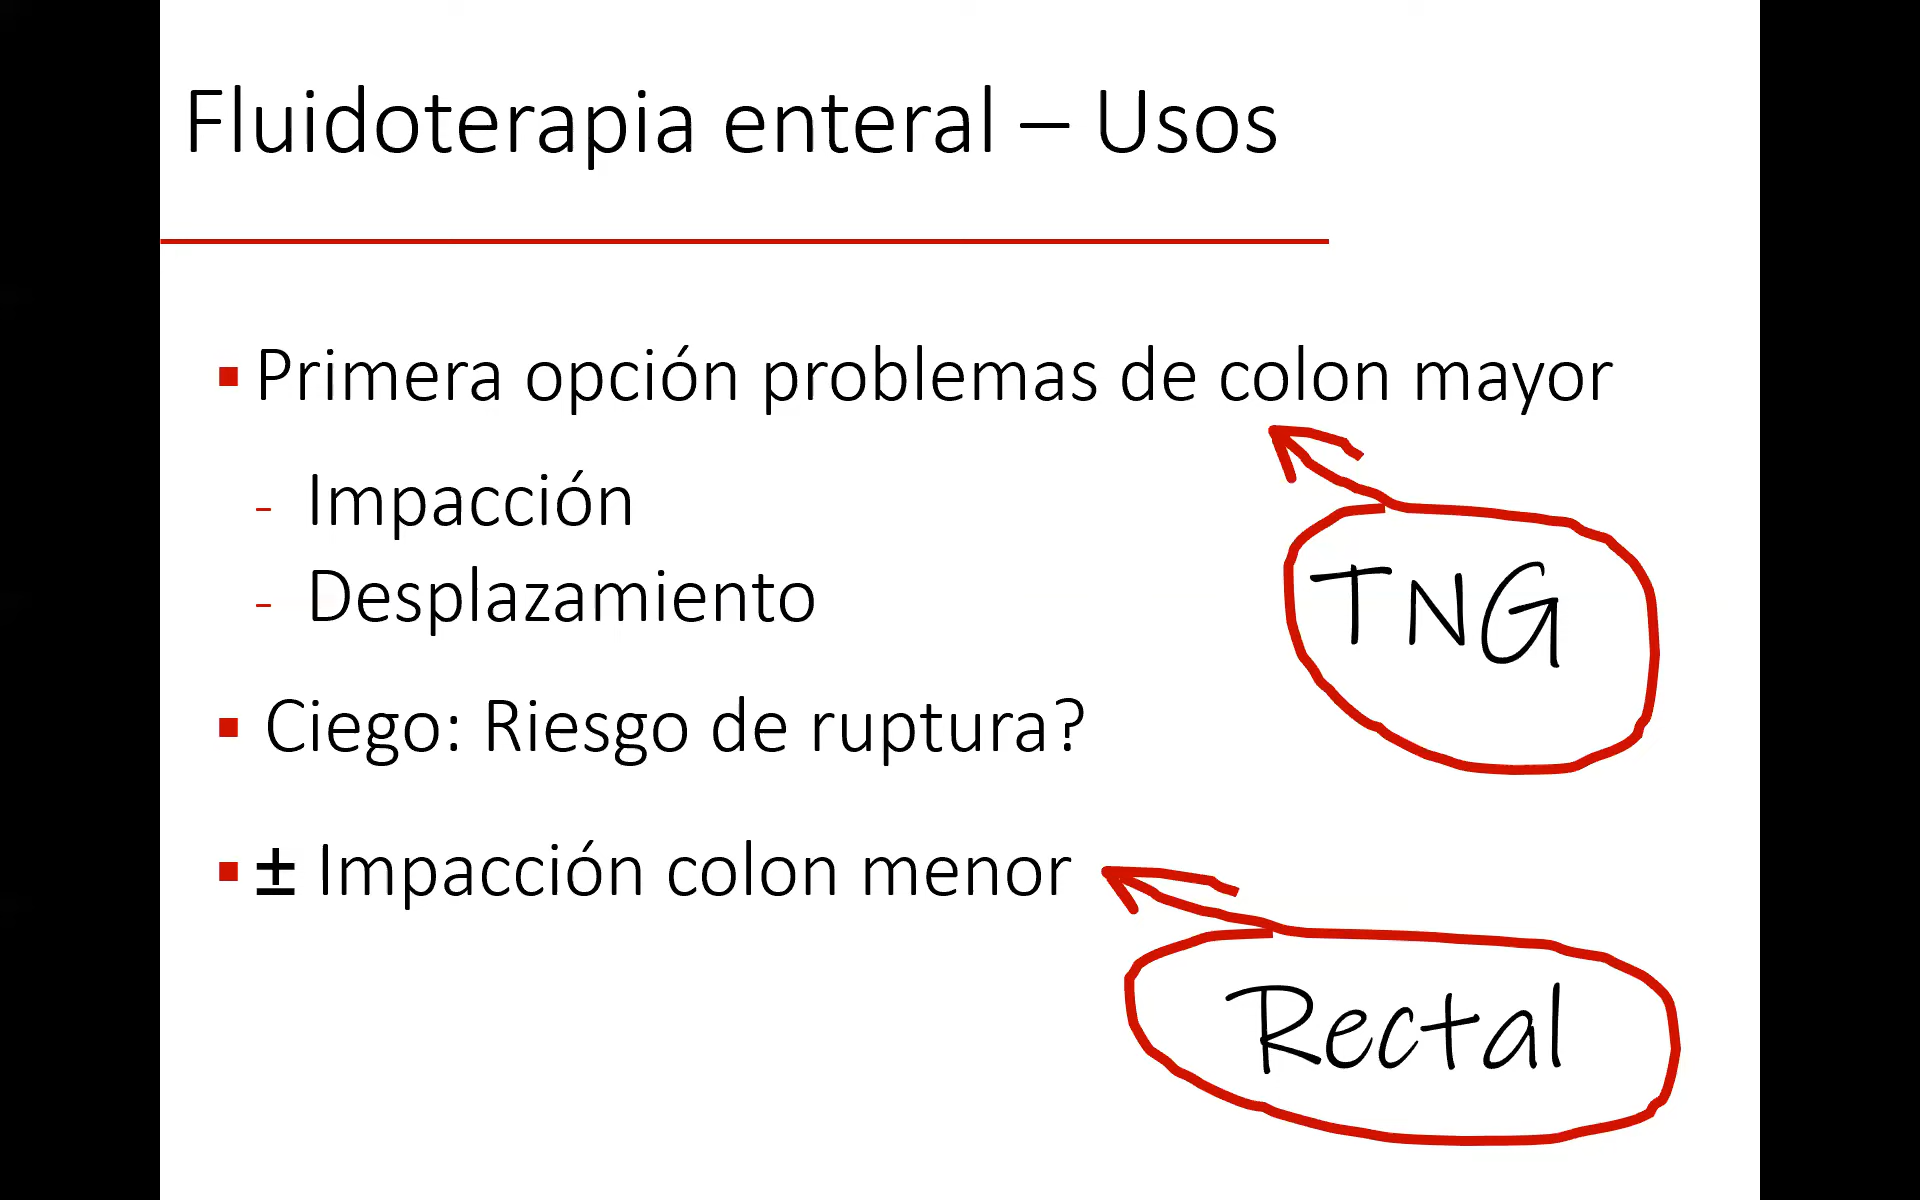 Fluidoterapia enteral – Usos
▪ Primera opción problemas de colon mayor
- Impacción
- Desplazamiento
TNG
▪ Ciego: Riesgo de ruptura?
▪ ± Impacción colon menor
Rectal